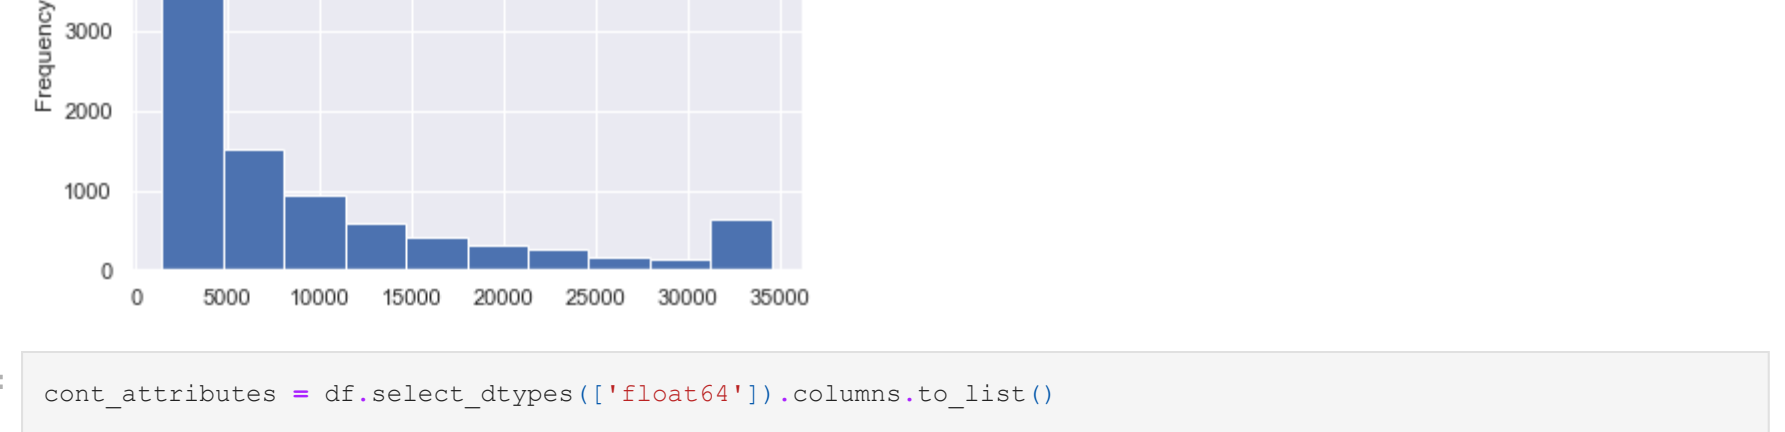 Frequency
3000
2000
1000
0
0 5000 10000 15000 20000 25000 30000 35000
:
cont_attributes = df.select_dtypes(['float64']).columns.to_list()